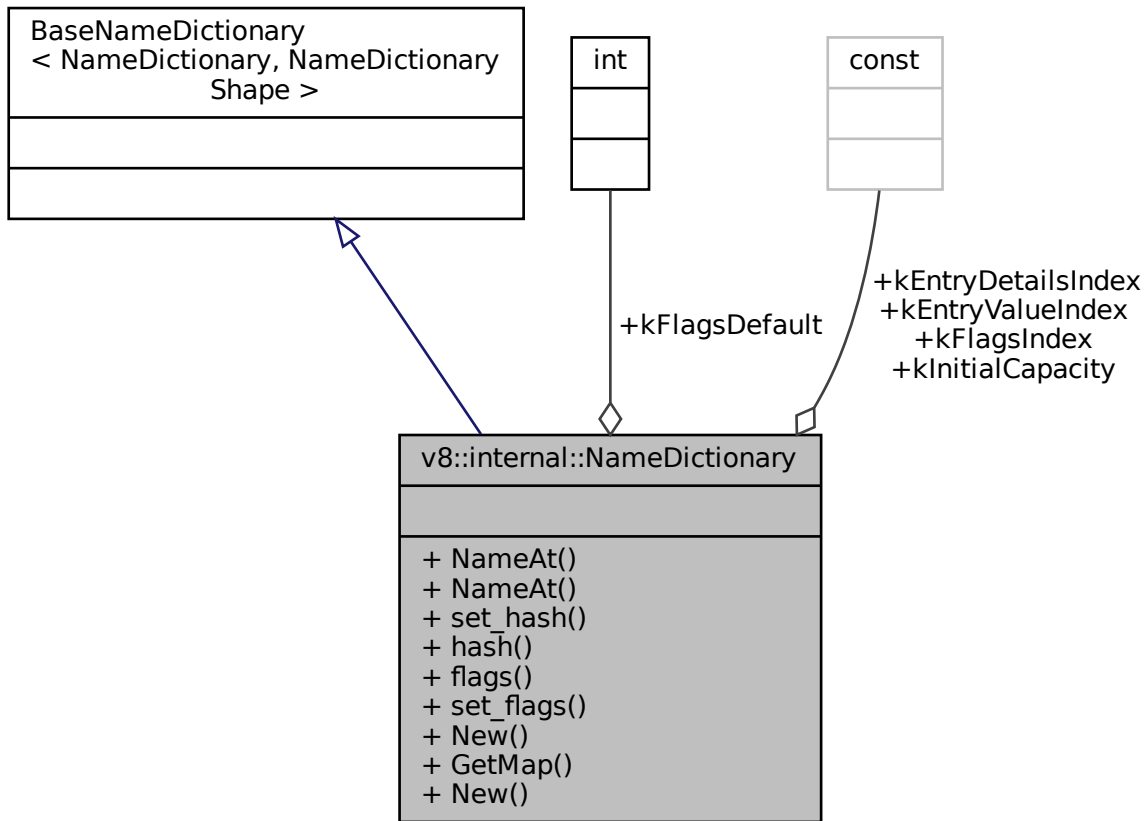 BaseNameDictionary
< NameDictionary, NameDictionary
Shape >
int
const
+kFlagsDefault
+kEntryDetailsIndex
+kEntryValueIndex
+kFlagsIndex
+kInitialCapacity
v8::internal::NameDictionary
+ NameAt()
+ NameAt()
+ set_hash()
+ hash()
+ flags()
+ set_flags()
+ New()
+ GetMap()
+ New()